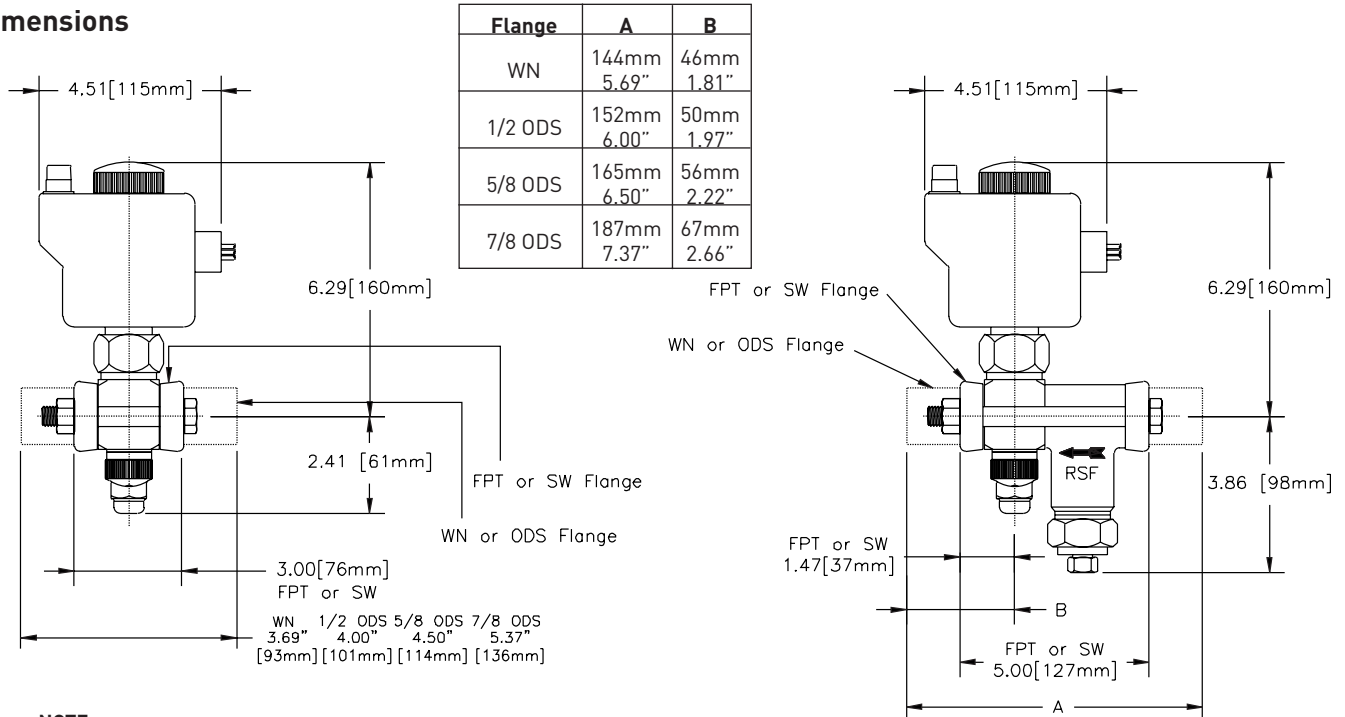 mensions
Flange A B
WN 144mm 46mm
5.69” 1.81”
1/2 ODS 152mm 50mm
6.00” 1.97”
5/8 ODS 165mm 56mm
6.50” 2.22”
7/8 ODS 187mm 67mm
7.37” 2.66”
4.51[115mm]
6.29[160mm]
2.41 [61mm]
FPT or SW Flange
WN or ODS Flange
3.00[76mm]
FPT or SW
WN 1/2 ODS 5/8 ODS 7/8 ODS
3.69" 4.00" 4.50" 5.37"
[93mm] [101mm] [114mm] [136mm]
4.51[115mm]
6.29[160mm]
FPT or SW Flange
WN or ODS Flange
RSF
3.86 [98mm]
FPT or SW
1.47[37mm]
B
FPT or SW
5.00[127mm]
A